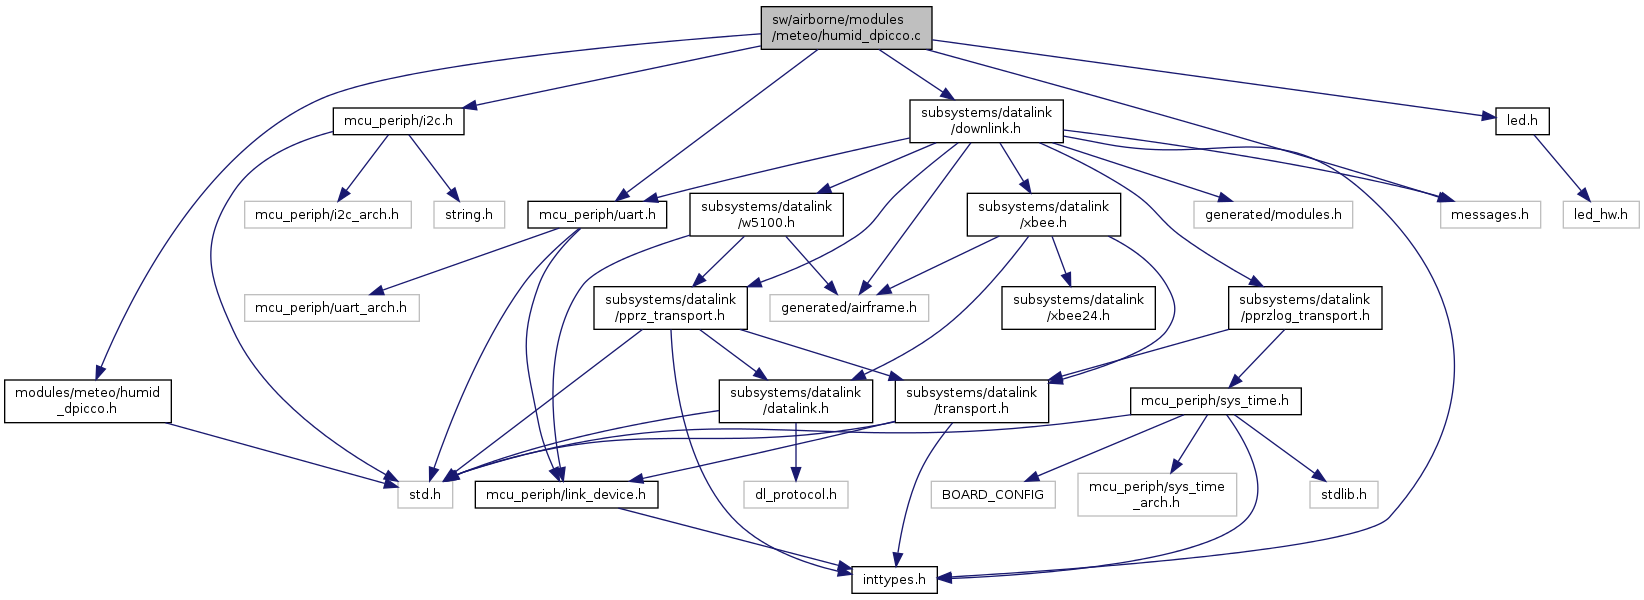 sw/airborne/modules
/meteo/humid_dpicco.c
mcu_periph/i2c.h
subsystems/datalink
/downlink.h
led.h
mcu_periph/i2c_arch.h
string.h
mcu_periph/uart.h
subsystems/datalink
/w5100.h
subsystems/datalink
/xbee.h
generated/modules.h
messages.h
led_hw.h
mcu_periph/uart_arch.h
subsystems/datalink
/pprz_transport.h
generated/airframe.h
subsystems/datalink
/xbee24.h
subsystems/datalink
/pprzlog_transport.h
modules/meteo/humid
_dpicco.h
subsystems/datalink
/datalink.h
subsystems/datalink
/transport.h
mcu_periph/sys_time.h
std.h
mcu_periph/link_device.h
dl_protocol.h
BOARD_CONFIG
mcu_periph/sys_time
_arch.h
stdlib.h
inttypes.h